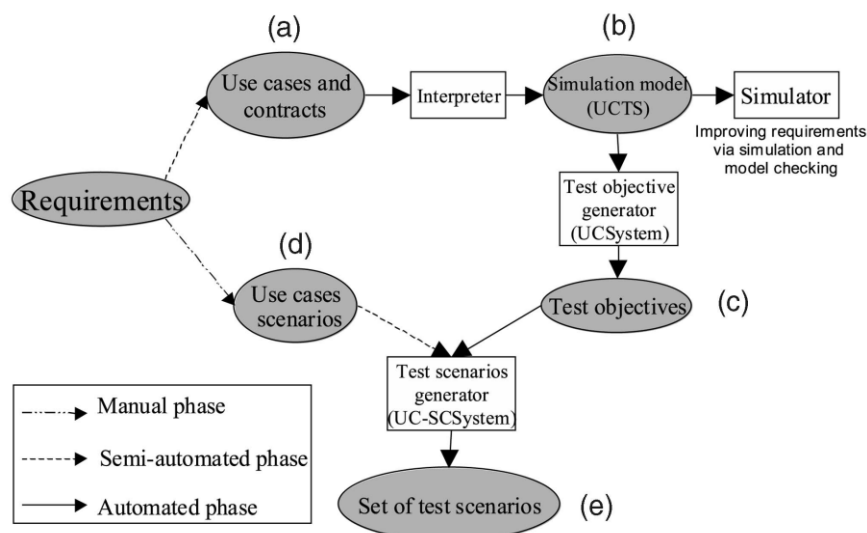 (a)
(b)
Use cases and
contracts
Interpreter
Simulation model
(UCTS)
Simulator
Improving requirements
via simulation and
model checking
Requirements
Test objective
generator
(UCSystem)
(d)
Use cases
scenarios
Test objectives
(c)
Test scenarios
generator
(UC-SCSystem)
Manual phase
Semi-automated phase
Automated phase
Set of test scenarios
(e)